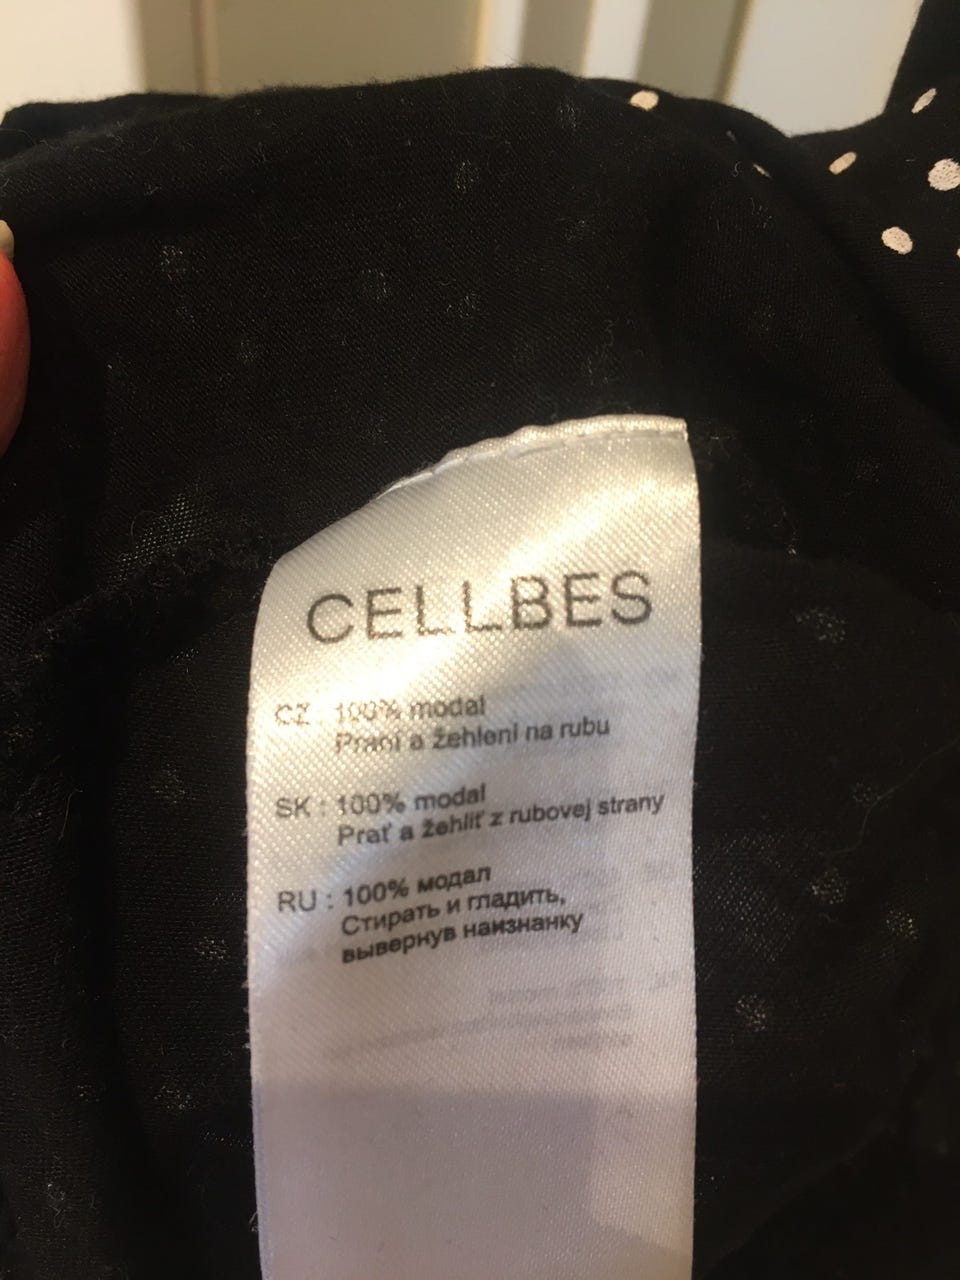 CELLBES
CZ : 100% modal
Praní a žehlení na rubu
SK : 100% modal
Prať a žehliť z rubovej strany
RU : 100% модал
Стирать и гладить,
вывернув наизнанку